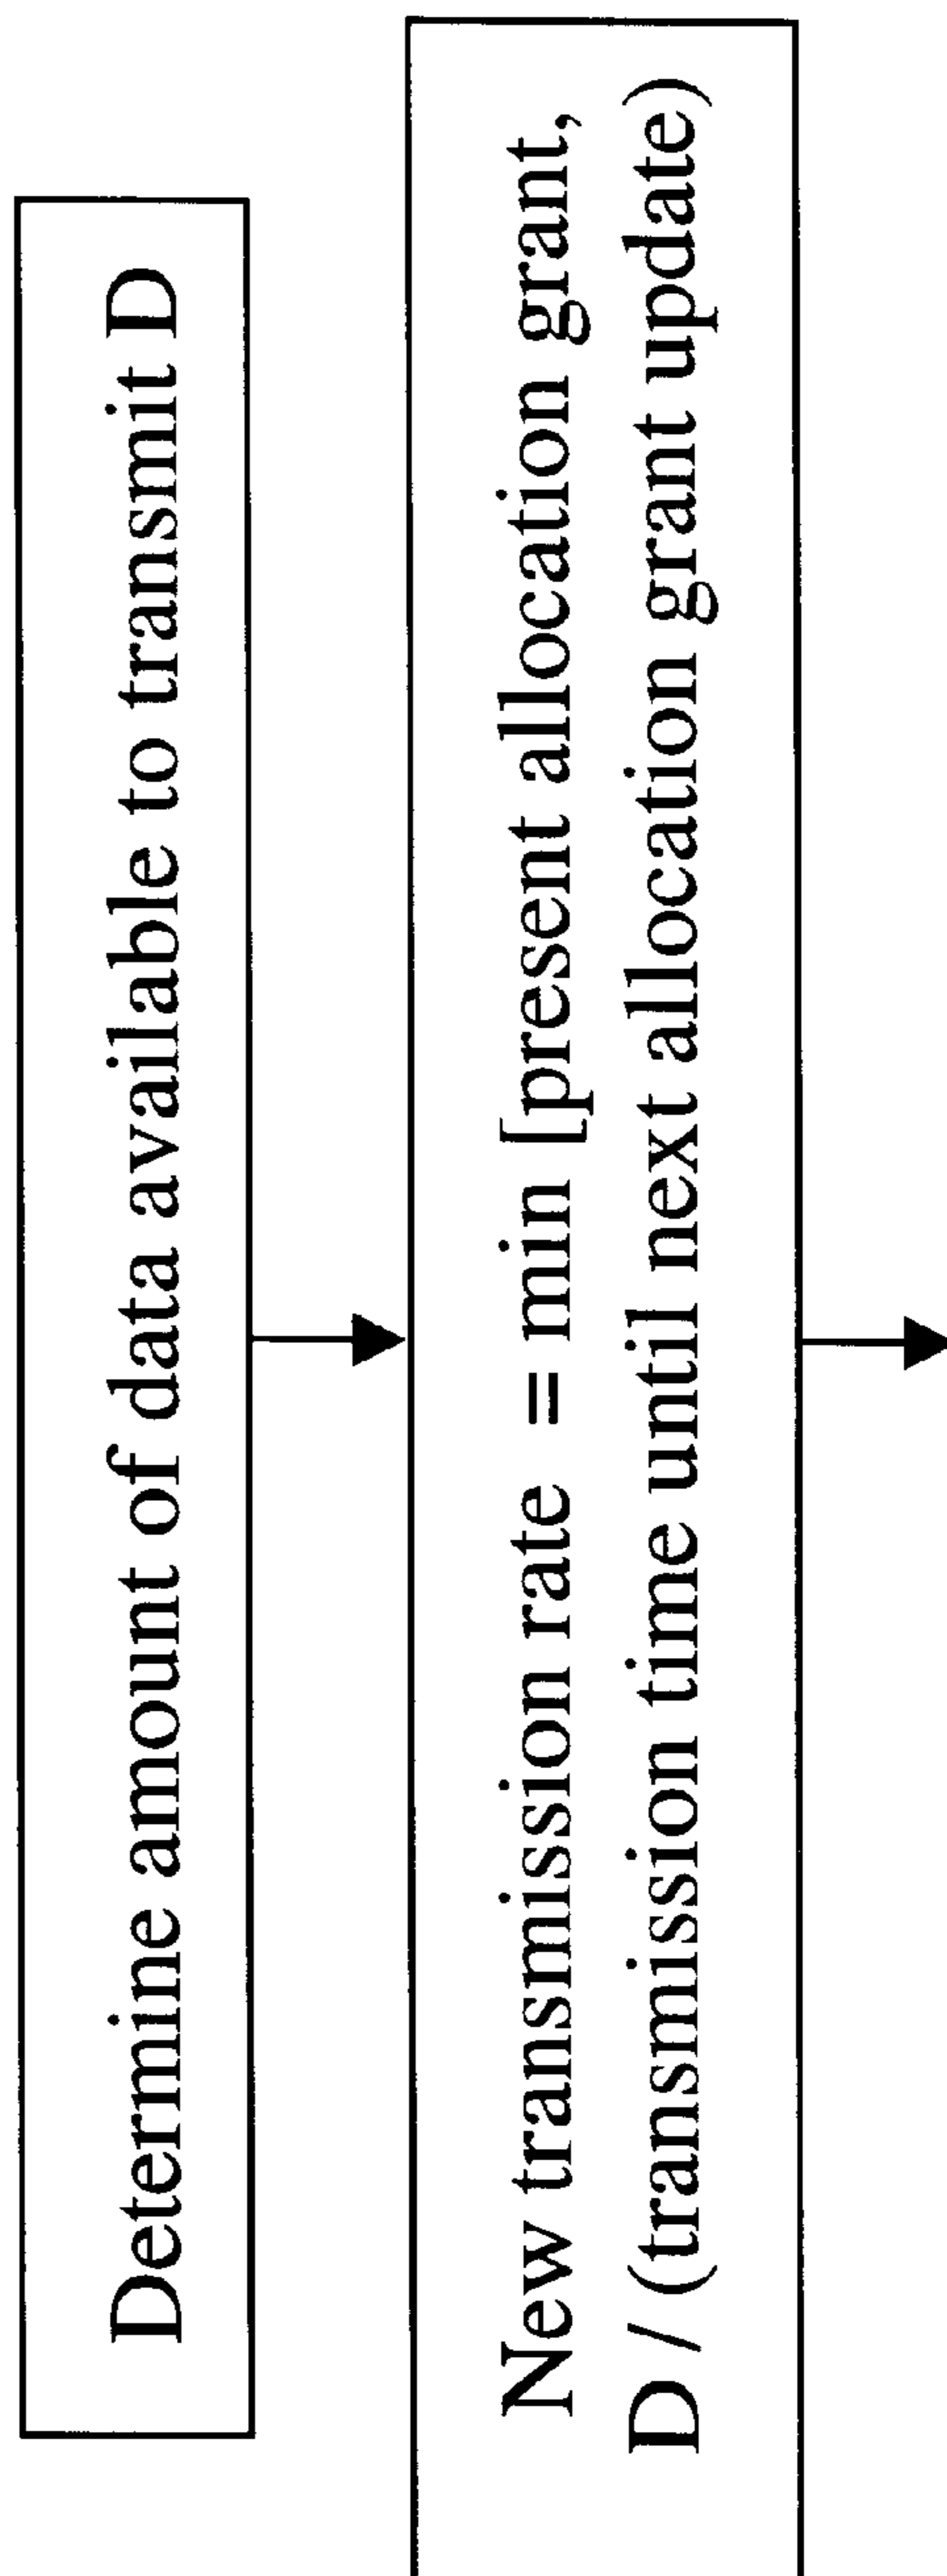 Determine amount of data available to transmit D
New transmission rate = min [present allocation grant,
D / (transmission time until next allocation grant update)